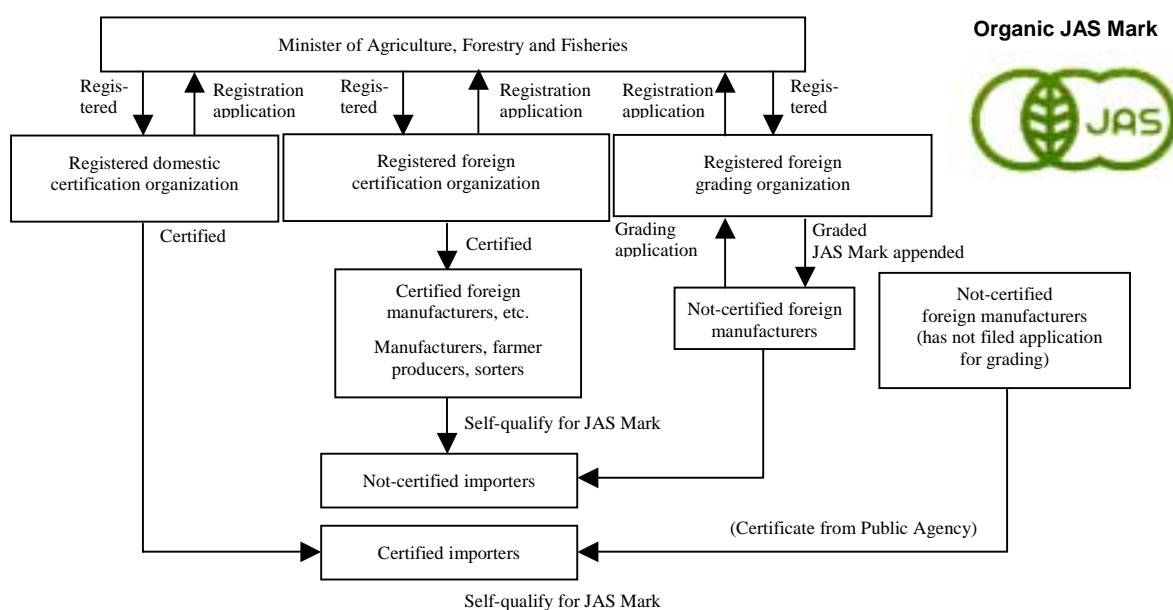 Organic JAS Mark
JAS
Minister of Agriculture, Forestry and Fisheries
Regis-
tered
Registration
application
Regis-
tered
Registration
application
Registration
application
Regis-
tered
Registered domestic
certification organization
Registered foreign
certification organization
Registered foreign
grading organization
Certified
Certified
Grading
application
Graded
JAS Mark appended
Certified foreign
manufacturers, etc.
Manufacturers, farmer
producers, sorters
Not-certified foreign
manufacturers
Not-certified
foreign manufacturers
(has not filed application
for grading)
Self-qualify for JAS Mark
Not-certified importers
(Certificate from Public Agency)
Certified importers
Self-qualify for JAS Mark